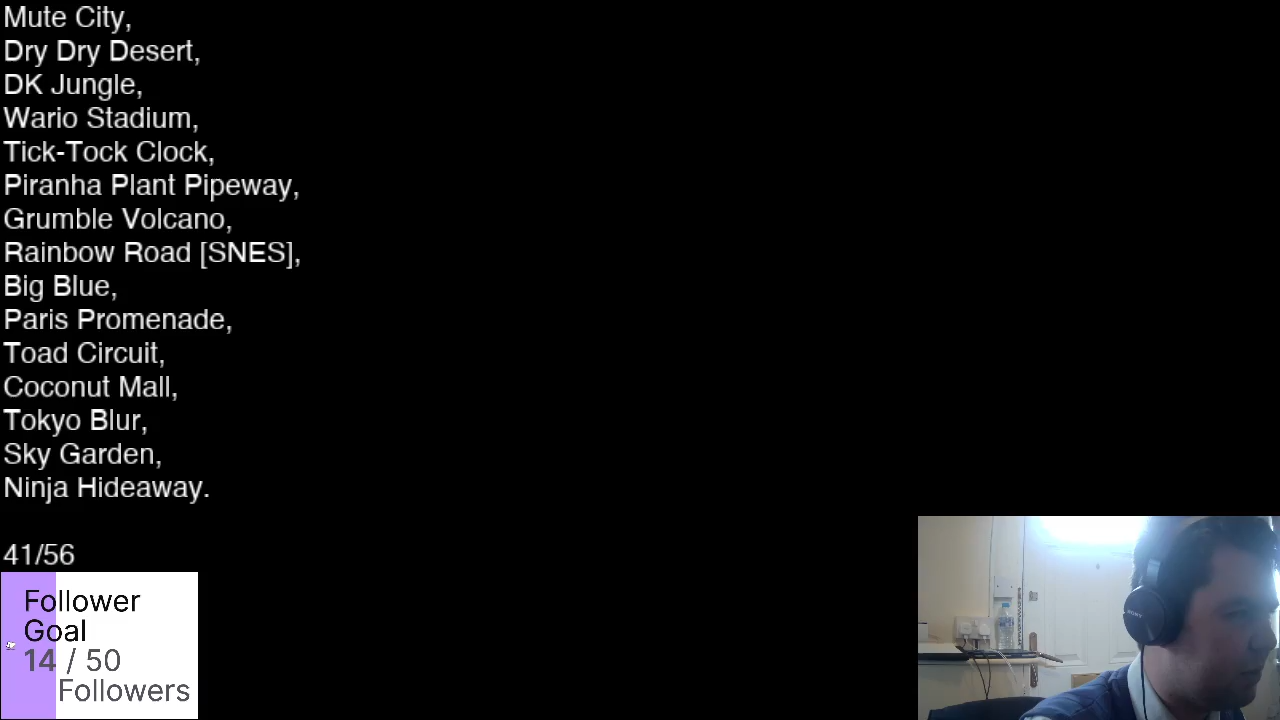 Mute City,
Dry Dry Desert,
DK Jungle,
Wario Stadium,
Tick-Tock Clock,
Piranha Plant Pipeway,
Grumble Volcano,
Rainbow Road [SNES],
Big Blue,
Paris Promenade,
Toad Circuit,
Coconut Mall,
Tokyo Blur,
Sky Garden,
Ninja Hideaway.
41/56
Follower
Goal
14 / 50
Followers
SONY